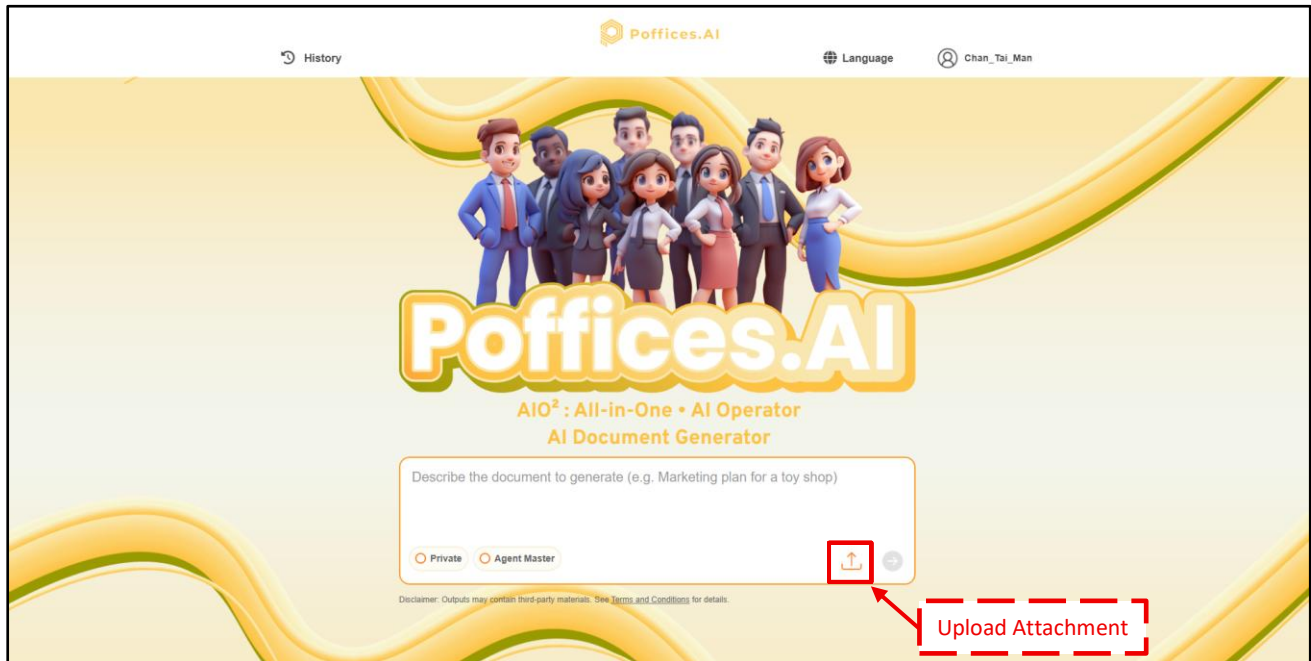 Poffices.AI
History
Language
Chan_Tai_Man
Poffices.AI
AIO² : All-in-One • AI Operator
AI Document Generator
Describe the document to generate (e.g. Marketing plan for a toy shop)
Private
Agent Master
Disclaimer: Outputs may contain third-party materials. See Terms and Conditions for details.
Upload Attachment